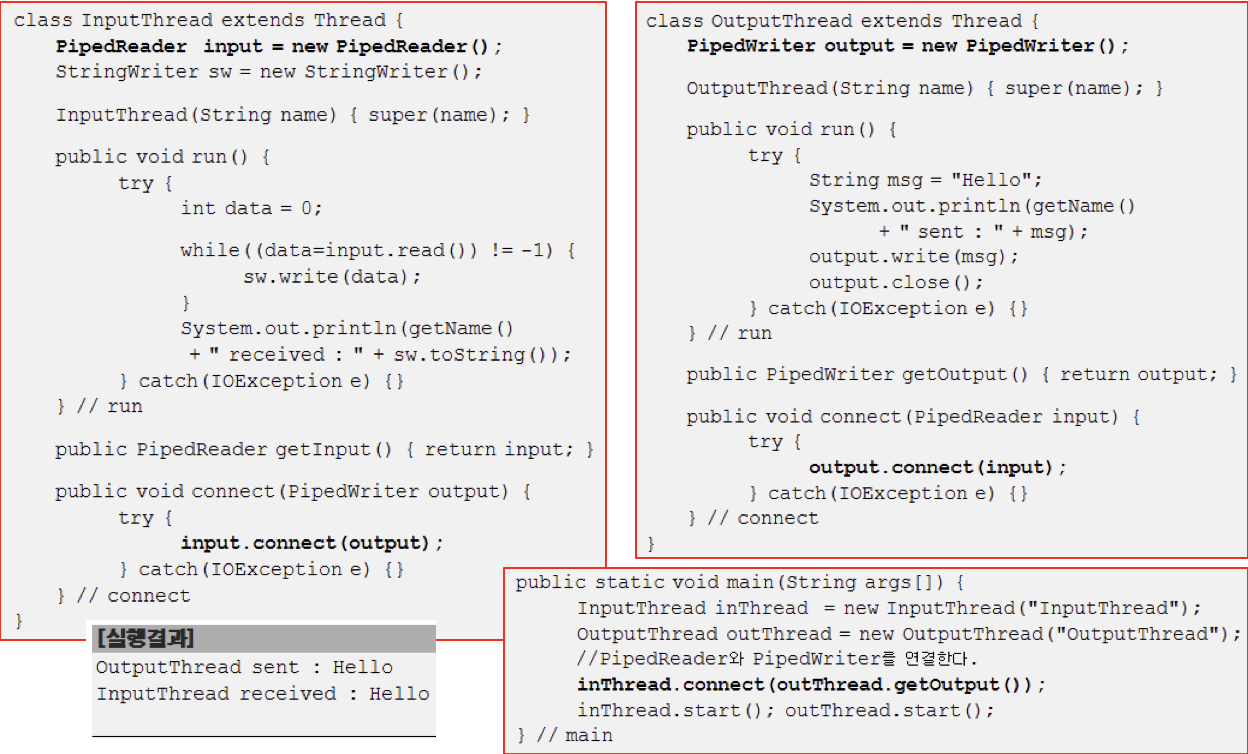 class InputThread extends Thread {
PipedReader input = new PipedReader();
StringWriter sw = new StringWriter();
InputThread(String name) { super(name); }
public void run() {
try {
int data = 0;
while((data=input.read()) != -1) {
sw.write(data);
}
System.out.println(getName()
+ " received : " + sw.toString());
} catch(IOException e) {}
} // run
public PipedReader getInput() { return input; }
public void connect(PipedWriter output) {
try {
input.connect(output);
} catch(IOException e) {}
} // connect
}
class OutputThread extends Thread {
PipedWriter output = new PipedWriter();
OutputThread(String name) { super(name); }
public void run() {
try {
String msg = "Hello";
System.out.println(getName()
+ " sent : " + msg);
output.write(msg);
output.close();
} catch(IOException e) {}
} // run
public PipedWriter getOutput() { return output; }
public void connect(PipedReader input) {
try {
output.connect(input);
} catch(IOException e) {}
} // connect
}
public static void main(String args[]) {
InputThread inThread = new InputThread("InputThread");
OutputThread outThread = new OutputThread("OutputThread");
//PipedReader와 PipedWriter를 연결한다.
inThread.connect(outThread.getOutput());
inThread.start(); outThread.start();
} // main
[실행결과]
OutputThread sent : Hello
InputThread received : Hello